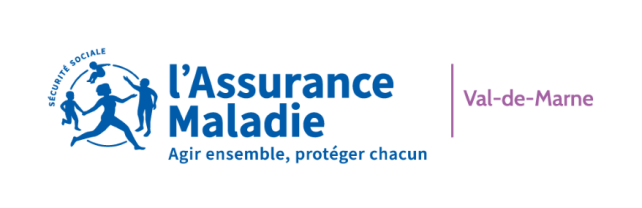 SÉCURITÉ SOCIALE
l'Assurance
Maladie
Agir ensemble, protéger chacun
Val-de-Marne